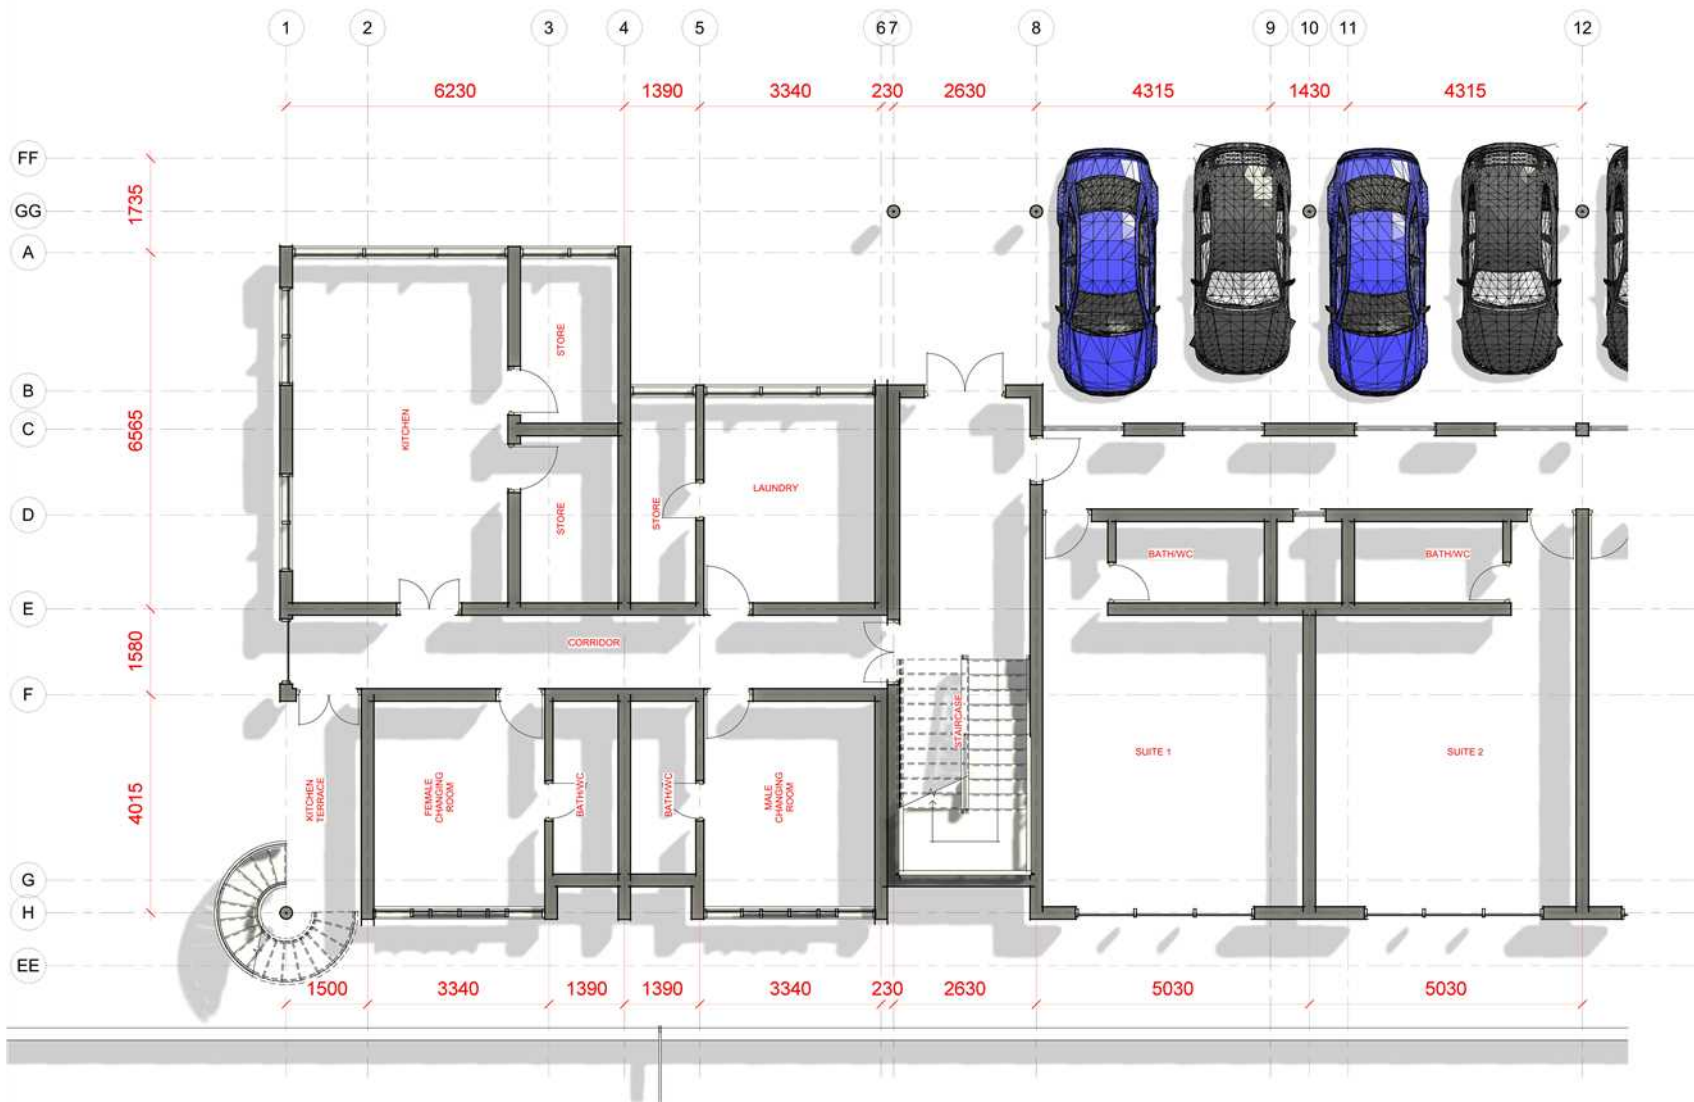 1 2 3 4 5 6 7 8 9 10 11 12
6230 1390 3340 230 2630 4315 1430 4315
FF
1735
GG
A
STORE
B
KITCHEN
C
6565
LAUNDRY
D
STORE
STORE
BATH/WC
BATH/WC
E
1580
CORRIDOR
F
STAIRCASE
SUITE 1
SUITE 2
4015
KITCHEN
TERRACE
FEMALE
CHANGING
ROOM
BATH/WC
BATH/WC
MALE
CHANGING
ROOM
G
H
EE
1500 3340 1390 1390 3340 230 2630 5030 5030